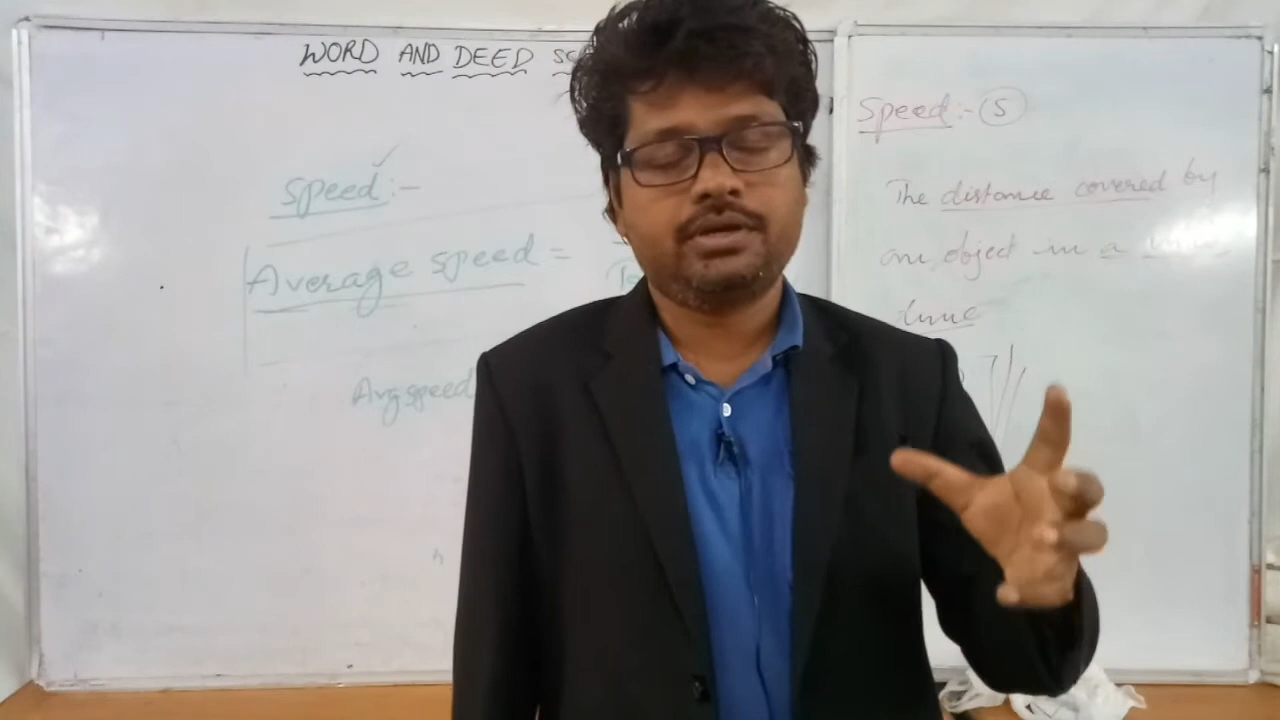 WORD AND DEED
Speed:-
Average speed =
Avg speed
Speed:- S
The distance covered by
an object in a
time